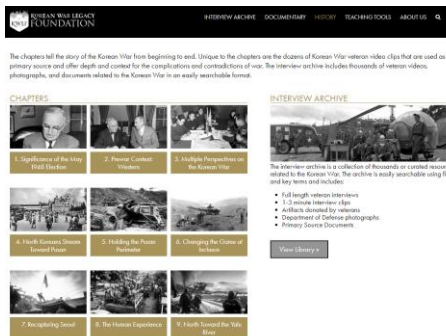 KOREAN WAR LEGACY
FOUNDATION
INTERVIEW ARCHIVE DOCUMENTARY HISTORY TEACHING TOOLS ABOUT US
The chapters tell the story of the Korean War from beginning to end. Unique to the chapters are the dozens of Korean War veteran video clips that are used as
primary source and offer depth and context for the complications and contradictions of war. The interview archive includes thousands of veteran videos,
photographs, and documents related to the Korean War in an easily searchable format.
CHAPTERS
1. Significance of the May
Election
2. Prewar Context:
Western
3. Multiple Perspectives on
the Korean War
4. North Koreans Stream
Toward Pusan
5. Holding the Pusan
Perimeter
6. Changing the Game at
Incheon
7. Recapturing Seoul
8. The Human Experience
9. North Toward the Yalu
River
INTERVIEW ARCHIVE
The interview archive is a collection of thousands or curated resour
related to the Korean War. The archive is easily searchable using fi
and key terms and includes:
• Full length veteran interviews
• 1-3 minute interview clips
• Artifacts donated by veterans
• Department of Defense photographs
• Primary Source Documents
View Library »